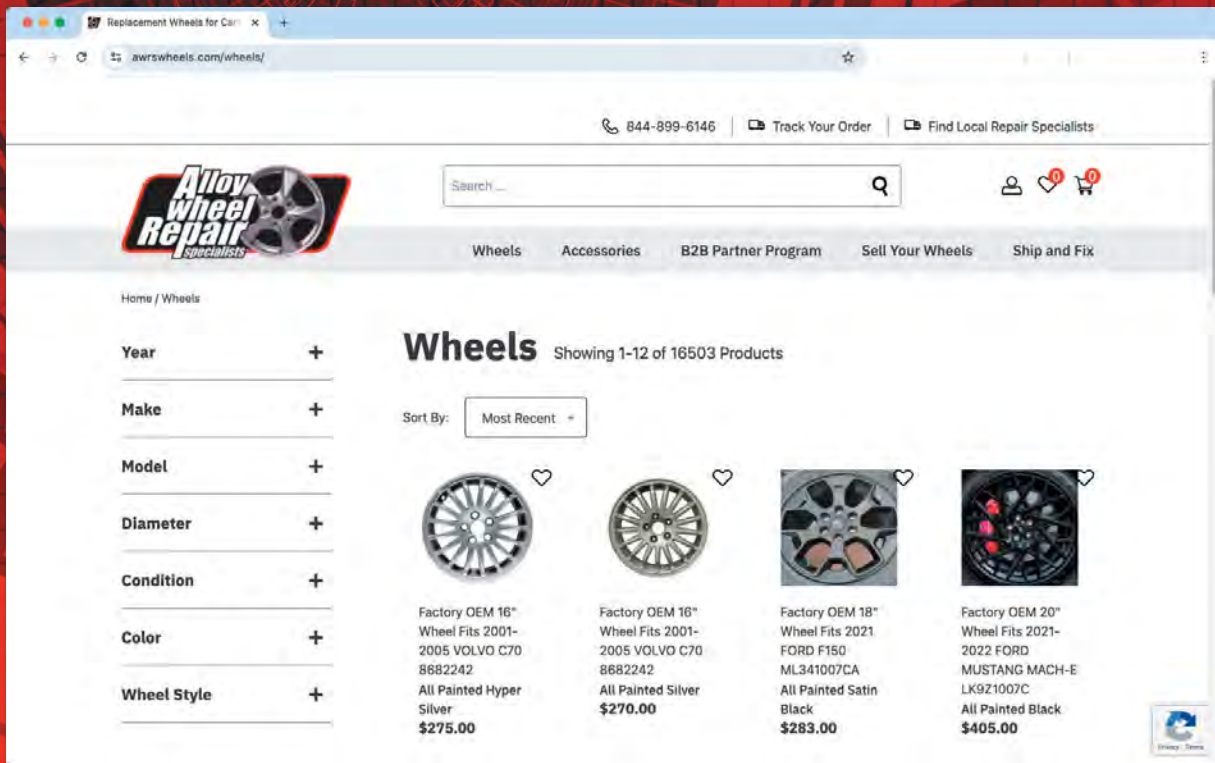 Replacement Wheels for Car
awrswheels.com/wheels/
844-899-6146
Track Your Order
Find Local Repair Specialists
Alloy
Wheel
Repair
specialists
Search ...
0
0
Wheels
Accessories
B2B Partner Program
Sell Your Wheels
Ship and Fix
Home / Wheels
Year
Make
Model
Diameter
Condition
Color
Wheel Style
Wheels Showing 1-12 of 16503 Products
Sort By:
Most Recent
Factory OEM 16"
Wheel Fits 2001-
2005 VOLVO C70
8682242
All Painted Hyper
Silver
$275.00
Factory OEM 16"
Wheel Fits 2001-
2005 VOLVO C70
8682242
All Painted Silver
$270.00
Factory OEM 18"
Wheel Fits 2021
FORD F150
ML341007CA
All Painted Satin
Black
$283.00
Factory OEM 20"
Wheel Fits 2021-
2022 FORD
MUSTANG MACH-E
LK9Z1007C
All Painted Black
$405.00
Privacy - Terms